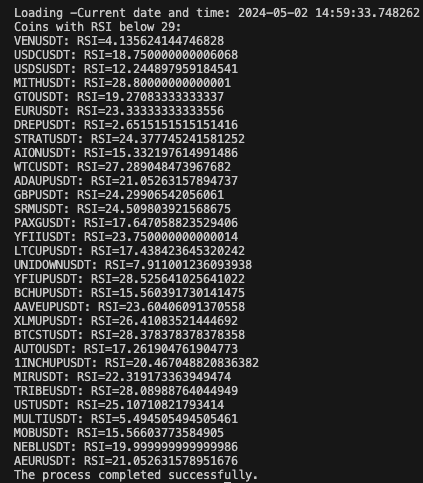 Loading -Current date and time: 2024-05-02 14:59:33.748262
Coins with RSI below 29:
VENUSDT: RSI=4.135624144746828
USDCUSDT: RSI=18.750000000006068
USDSUSDT: RSI=12.244897959184541
MITHUSDT: RSI=28.80000000000001
GTOUSDT: RSI=19.27083333333337
EURUSDT: RSI=23.33333333333556
DREPUSDT: RSI=2.6515151515151416
STRATUSDT: RSI=24.377745241581252
AIONUSDT: RSI=15.332197614991486
WTCUSDT: RSI=27.289048473967682
ADAUPUSDT: RSI=21.05263157894737
GBPUSDT: RSI=24.29906542056061
SRMUSDT: RSI=24.509803921568675
PAXGUSDT: RSI=17.647058823529406
YFIIUSDT: RSI=23.750000000000014
LTCUPUSDT: RSI=17.438423645320242
UNIDOWNUSDT: RSI=7.911001236093938
YFIUPUSDT: RSI=28.525641025641022
BCHUPUSDT: RSI=15.560391730141475
AAVEUPUSDT: RSI=23.60406091370558
XLMUPUSDT: RSI=26.41083521444692
BTCSTUSDT: RSI=28.378378378378358
AUTOUSDT: RSI=17.261904761904773
1INCHUPUSDT: RSI=20.467048820836382
MIRUSDT: RSI=22.319173363949474
TRIBEUSDT: RSI=28.08988764044949
USTUSDT: RSI=25.10710821793414
MULTIUSDT: RSI=5.494505494505461
MOBUSDT: RSI=15.56603773584905
NEBLUSDT: RSI=19.999999999999986
AEURUSDT: RSI=21.052631578951676
The process completed successfully.